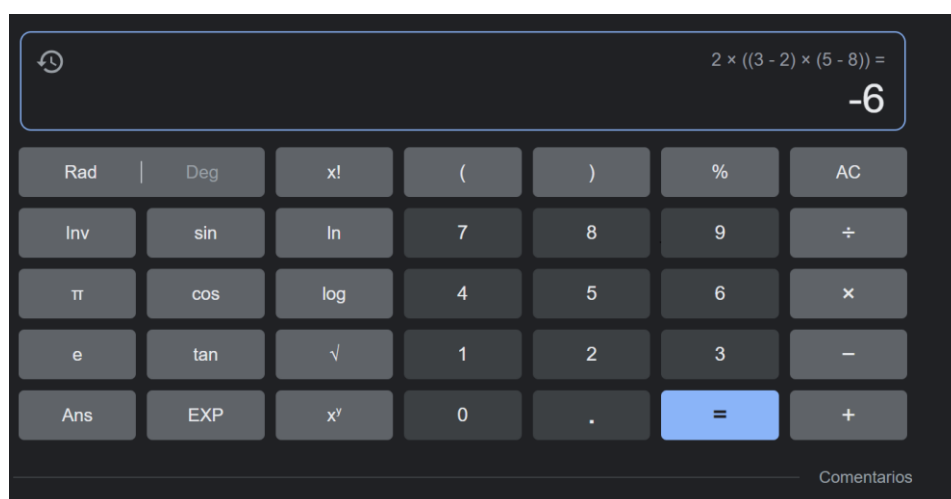 2 × ((3 - 2) × (5 - 8)) =
-6
Rad | Deg x! ( ) % AC
Inv sin ln 7 8 9 ÷
π cos log 4 5 6 ×
e tan √ 1 2 3 −
Ans EXP xʸ 0 . = +
Comentarios